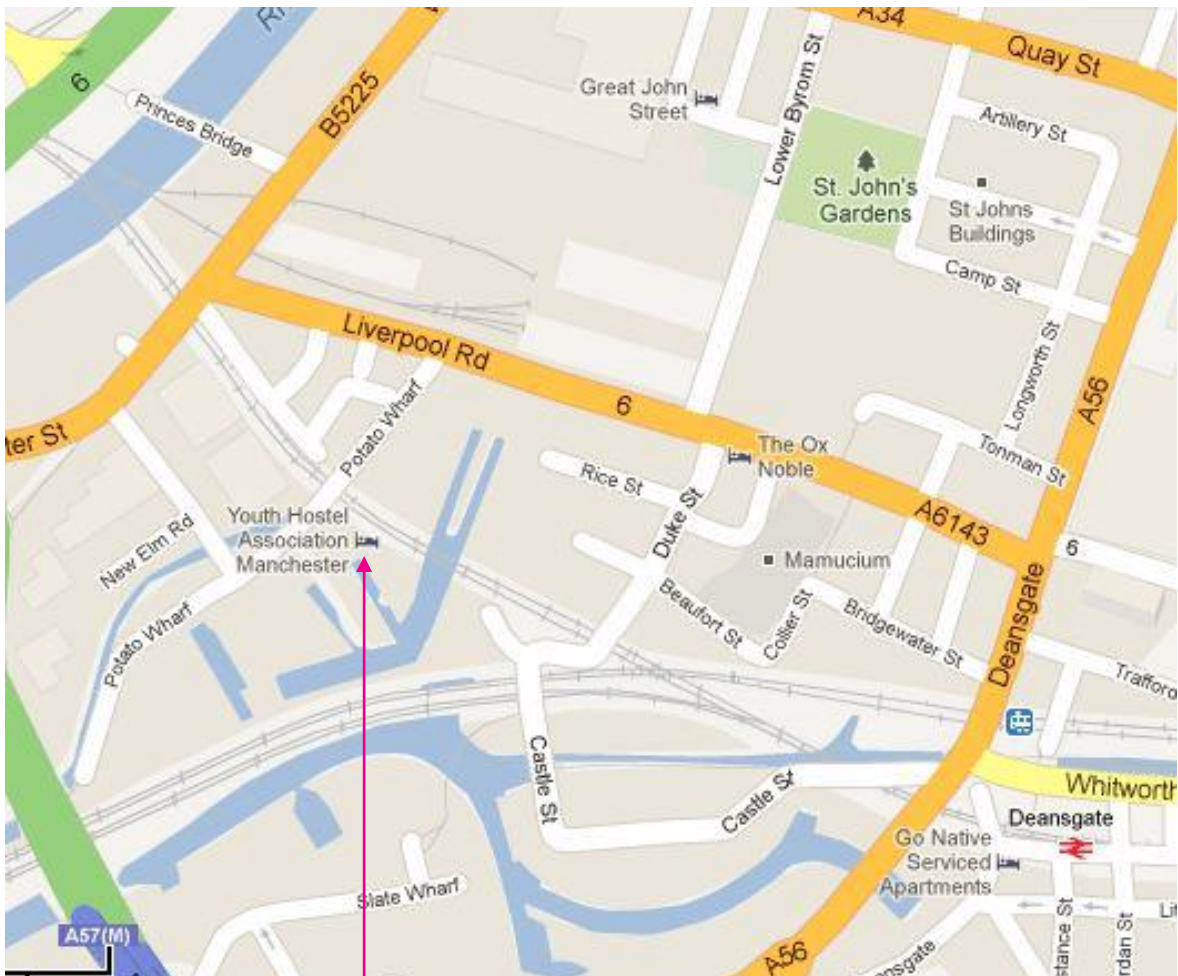 A34
Quay St
6
B5225
Princes Bridge
Great John
Street
Lower Byrom St
Artillery St
St. John's
Gardens
St Johns
Buildings
Camp St
Liverpool Rd
6
Longworth St
A56
ter St
Potato Wharf
The Ox
Noble
Tonman St
Rice St
A6143
Duke St
6
Youth Hostel
Association
Manchester
New Elm Rd
Mamucium
Beaufort St
Collier St
Bridgewater St
Deansgate
Potato Wharf
Trafford
Castle St
Castle St
Whitworth
Deansgate
Go Native
Serviced
Apartments
Slate Wharf
A57(M)
A56
Deansgate
stance St
dan St